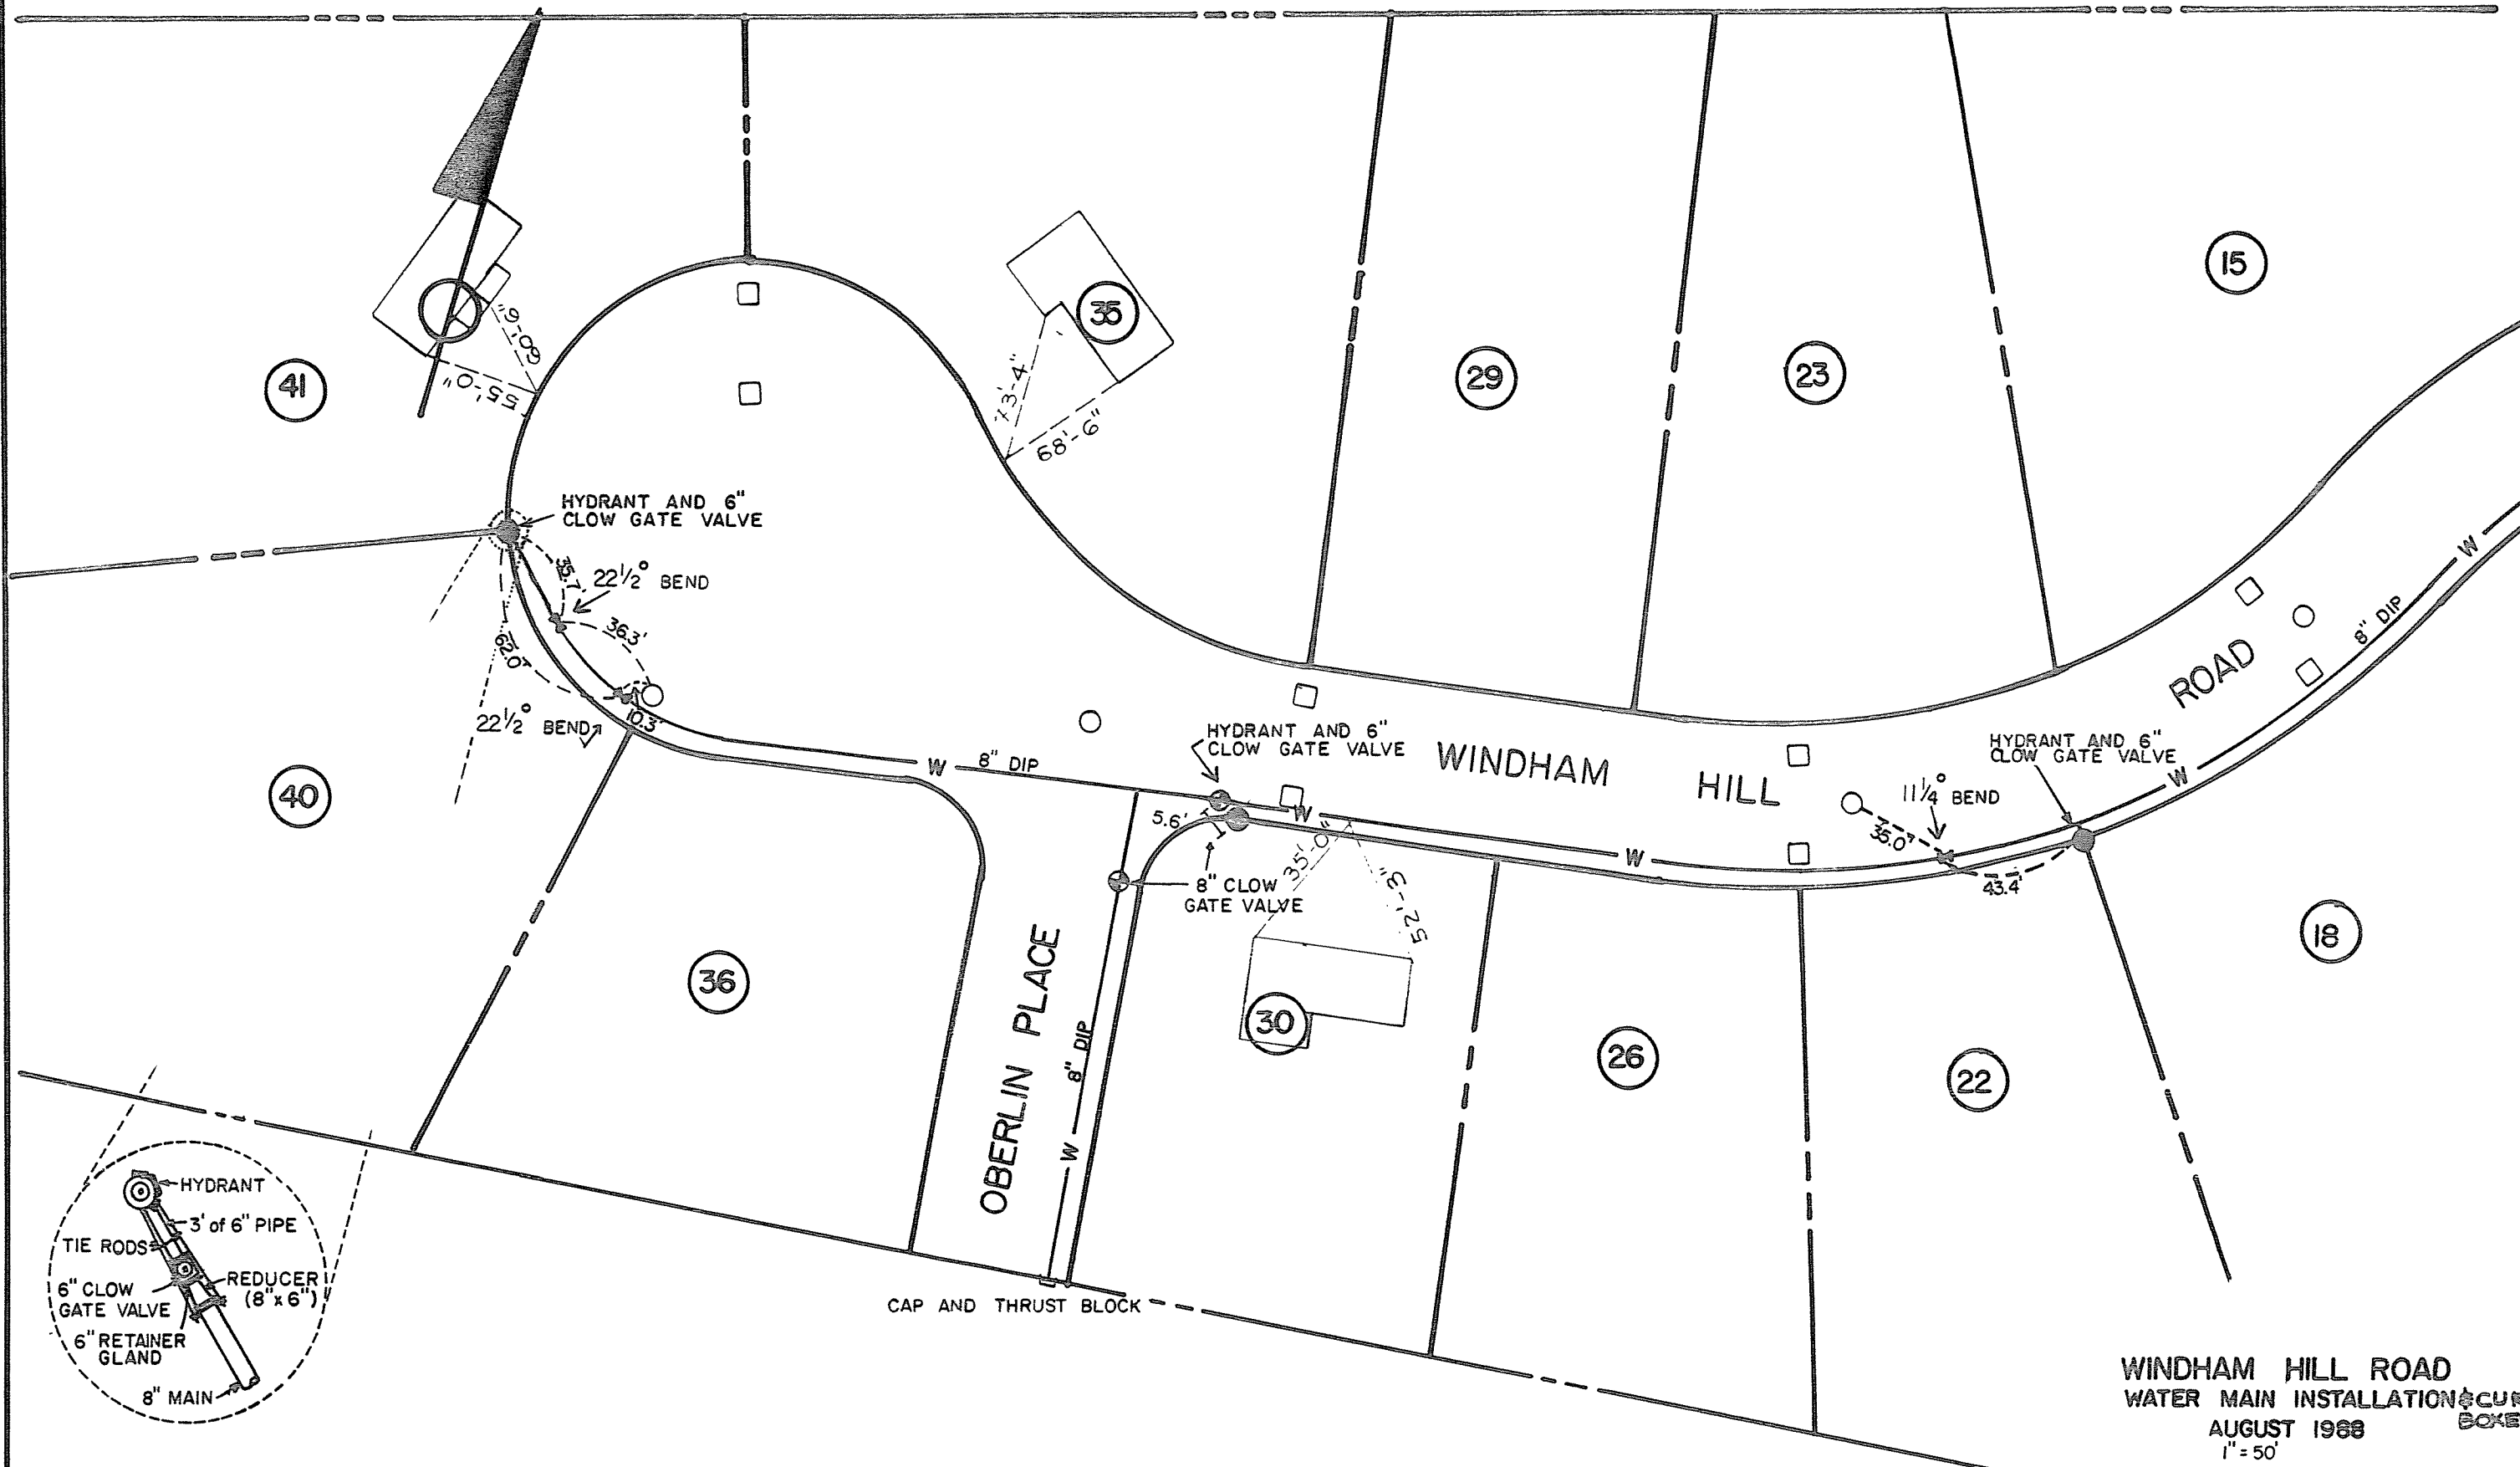 15
35
60'-6"
55'-0"
73'-4"
68'-6"
41
29
23
HYDRANT AND 6"
CLOW GATE VALVE
35.7'
22½° BEND
36.3'
62.0'
22½° BEND
10.3'
W
8" DIP
HYDRANT AND 6"
CLOW GATE VALVE
WINDHAM HILL ROAD
W
8" DIP
HYDRANT AND 6"
CLOW GATE VALVE
W
11¼° BEND
35.0'
43.4'
W
W
5.6'
35'-0"
52'-3"
8" CLOW
GATE VALVE
40
36
OBERLIN PLACE
8" DIP
W
30
26
22
18
HYDRANT
3' of 6" PIPE
TIE RODS
6" CLOW
GATE VALVE
REDUCER
(8"x 6")
6" RETAINER
GLAND
8" MAIN
CAP AND THRUST BLOCK
WINDHAM HILL ROAD
WATER MAIN INSTALLATION &
AUGUST 1988
1" = 50'